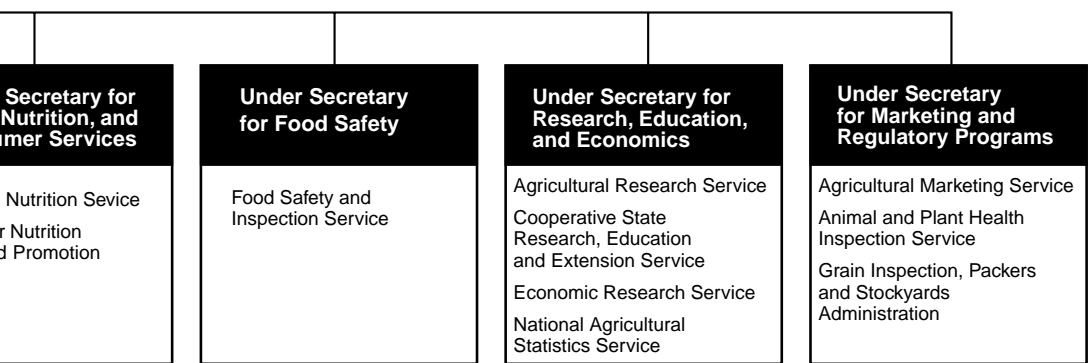 Secretary for
Nutrition, and
umer Services
Nutrition Sevice
r Nutrition
d Promotion
Under Secretary
for Food Safety
Food Safety and
Inspection Service
Under Secretary for
Research, Education,
and Economics
Agricultural Research Service
Cooperative State
Research, Education
and Extension Service
Economic Research Service
National Agricultural
Statistics Service
Under Secretary
for Marketing and
Regulatory Programs
Agricultural Marketing Service
Animal and Plant Health
Inspection Service
Grain Inspection, Packers
and Stockyards
Administration